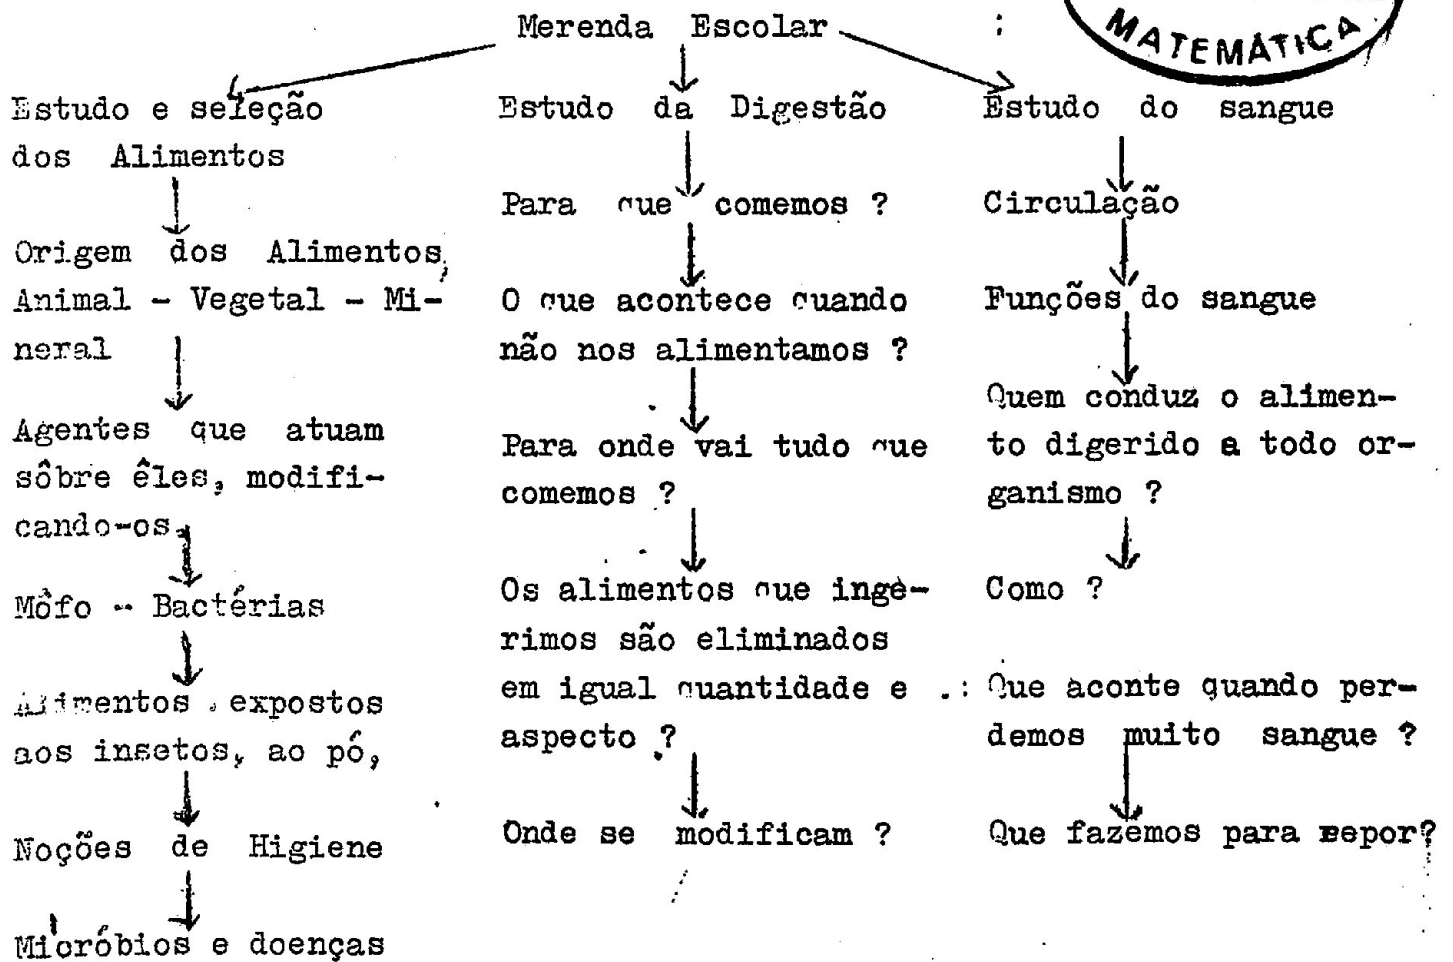 Merenda Escolar
MATEMÁTICA
Estudo e seleção
dos Alimentos
Origem dos Alimentos,
Animal - Vegetal - Mi-
neral
Agentes que atuam
sôbre êles, modifi-
cando-os.
Môfo - Bactérias
Alimentos expostos
aos insetos, ao pó,
Noções de Higiene
Micróbios e doenças
Estudo da Digestão
Para que comemos ?
O que acontece quando
não nos alimentamos ?
Para onde vai tudo que
comemos ?
Os alimentos que inge-
rimos são eliminados
em igual quantidade e
aspecto ?
Onde se modificam ?
Estudo do sangue
Circulação
Funções do sangue
Quem conduz o alimen-
to digerido a todo or-
ganismo ?
Como ?
Que aconte quando per-
demos muito sangue ?
Que fazemos para repor?